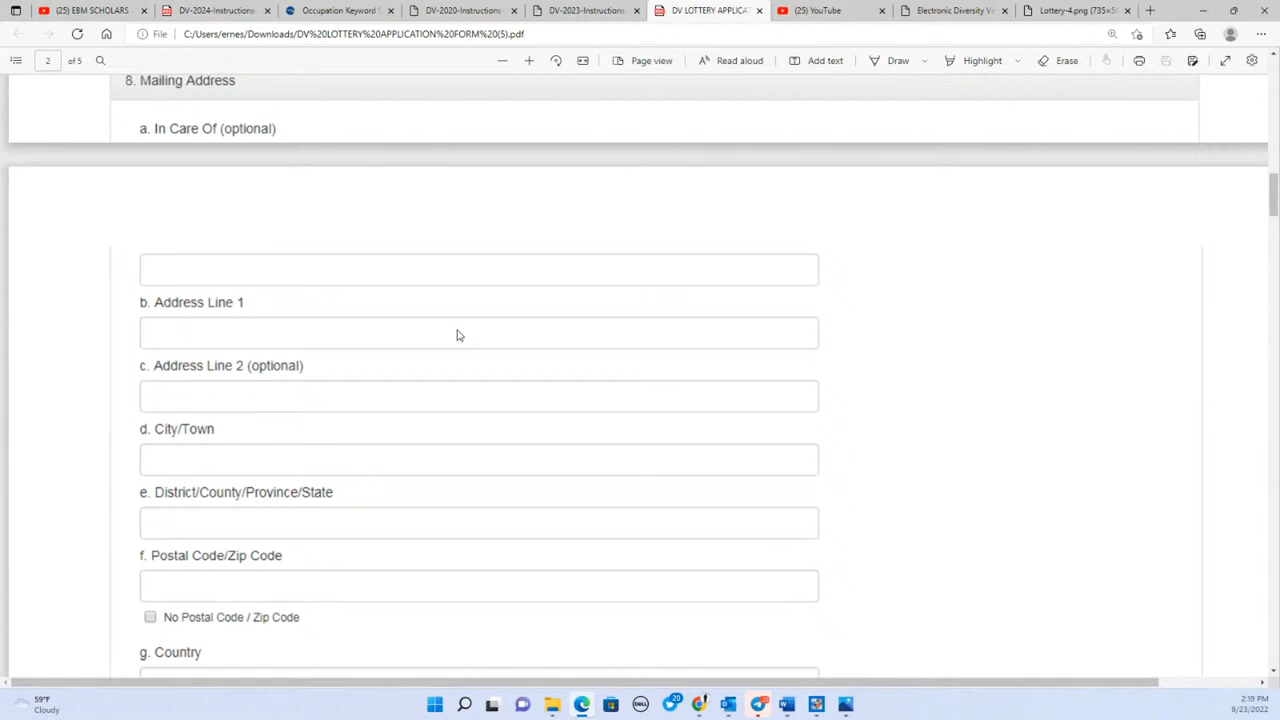 (25) EBM SCHOLARS
DV-2024-Instructions
Occupation Keyword S
DV-2020-Instructions
DV-2023-Instructions
DV LOTTERY APPLICAT
(25) YouTube
Electronic Diversity Vi
Lottery-4.png (735×5
File C:/Users/ernes/Downloads/DV%20LOTTERY%20APPLICATION%20FORM%20(5).pdf
2 of 5 Page view Read aloud Add text Draw Highlight Erase
8. Mailing Address
a. In Care Of (optional)
b. Address Line 1
c. Address Line 2 (optional)
d. City/Town
e. District/County/Province/State
f. Postal Code/Zip Code
No Postal Code / Zip Code
g. Country
59°F
Cloudy
DELL
20
2:19 PM
9/23/2022